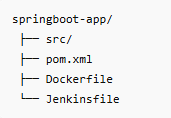 springboot-app/
├── src/
├── pom.xml
├── Dockerfile
└── Jenkinsfile